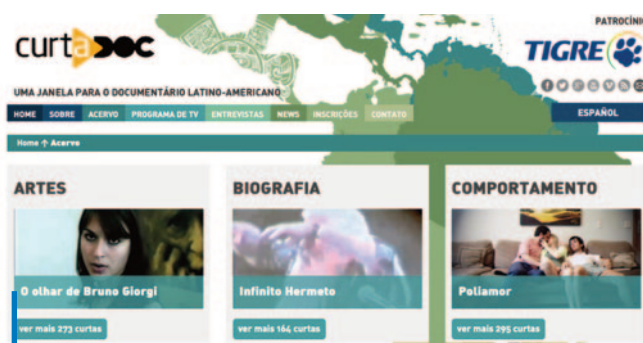 curtaDOC
PATROCÍNI
TIGRE
UMA JANELA PARA O DOCUMENTÁRIO LATINO-AMERICANO
HOME SOBRE ACERVO PROGRAMA DE TV ENTREVISTAS NEWS INSCRIÇÕES CONTATO ESPAÑOL
Home ↑ Acervo
ARTES BIOGRAFIA COMPORTAMENTO
O olhar de Bruno Giorgi Infinito Hermeto Poliamor
ver mais 273 curtas ver mais 164 curtas ver mais 295 curtas